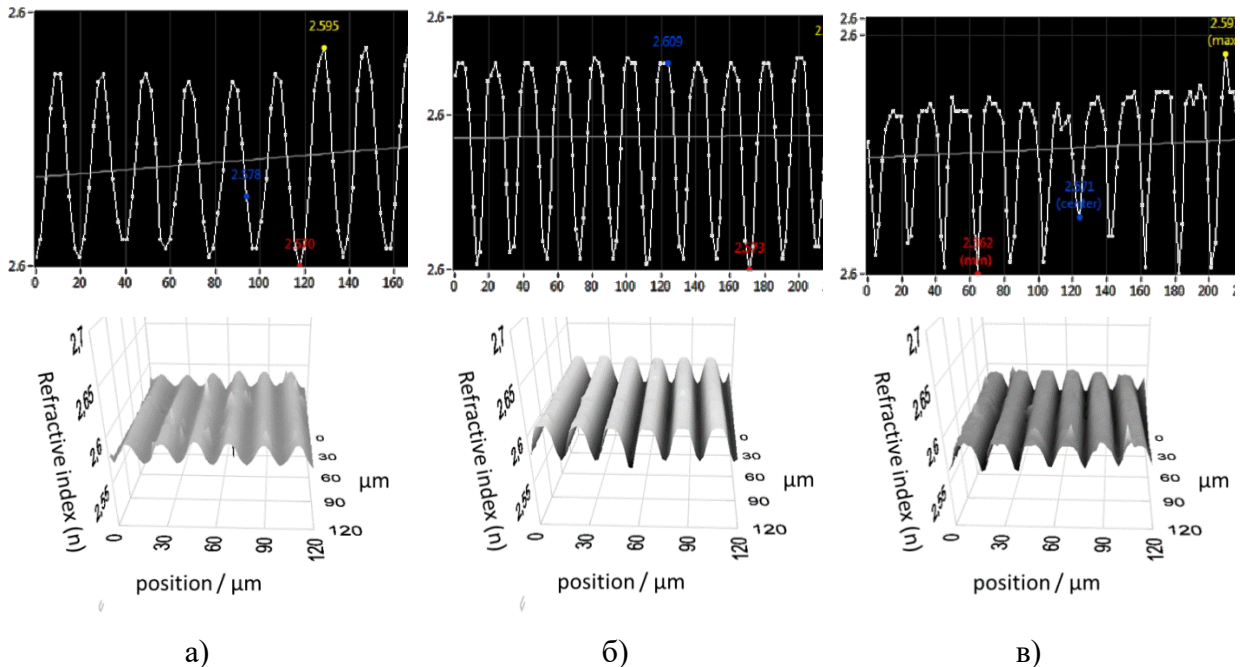 2.6
2.595
2.578
2.6
0 20 40 60 80 100 120 140 160
2.6
2.609
2.6
2.573
2.6
0 20 40 60 80 100 120 140 160 180 200
2.6
2.6
(max
2.571
(center)
2.562
(min)
2.6
0 20 40 60 80 100 120 140 160 180 200
Refractive index (n)
2,7
2,65
2,6
2,55
0
30
60
90
120
µm
0 30 60 90 120
position / µm
Refractive index (n)
2,7
2,65
2,6
2,55
0
30
60
90
120
µm
0 30 60 90 120
position / µm
Refractive index (n)
2,7
2,65
2,6
2,55
0
30
60
90
120
µm
0 30 60 90 120
position / µm
а) б) в)